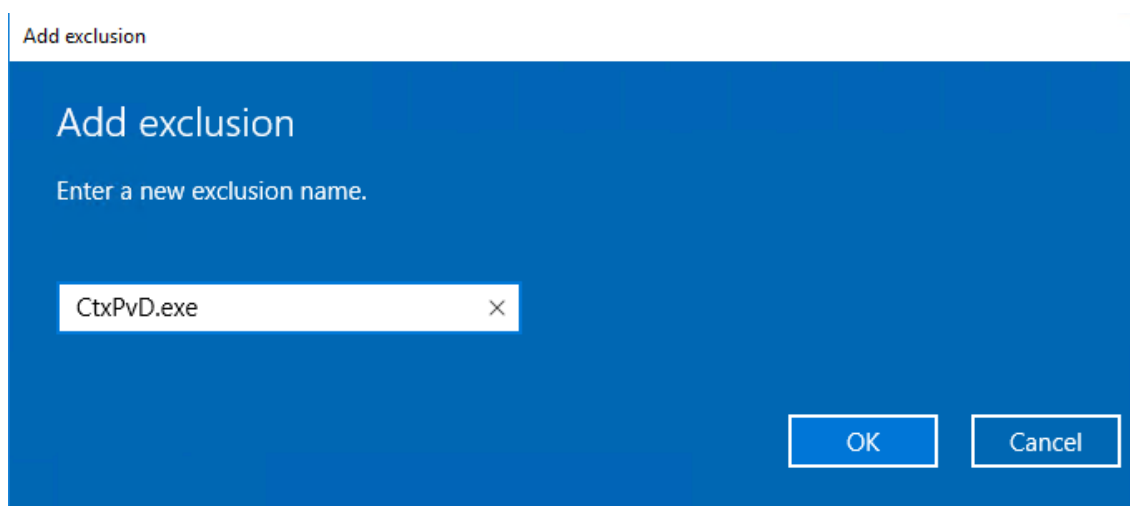 Add exclusion
Add exclusion
Enter a new exclusion name.
CtxPvD.exe
OK
Cancel